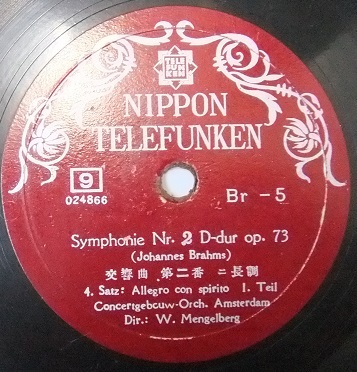 TELE
FUN
KEN
NIPPON
TELEFUNKEN
9
024866
Br - 5
Symphonie Nr. 2 D-dur op. 73
(Johannes Brahms)
交響曲 第二番 ニ長調
4. Satz: Allegro con spirito 1. Teil
Concertgebouw-Orch. Amsterdam
Dir.: W. Mengelberg